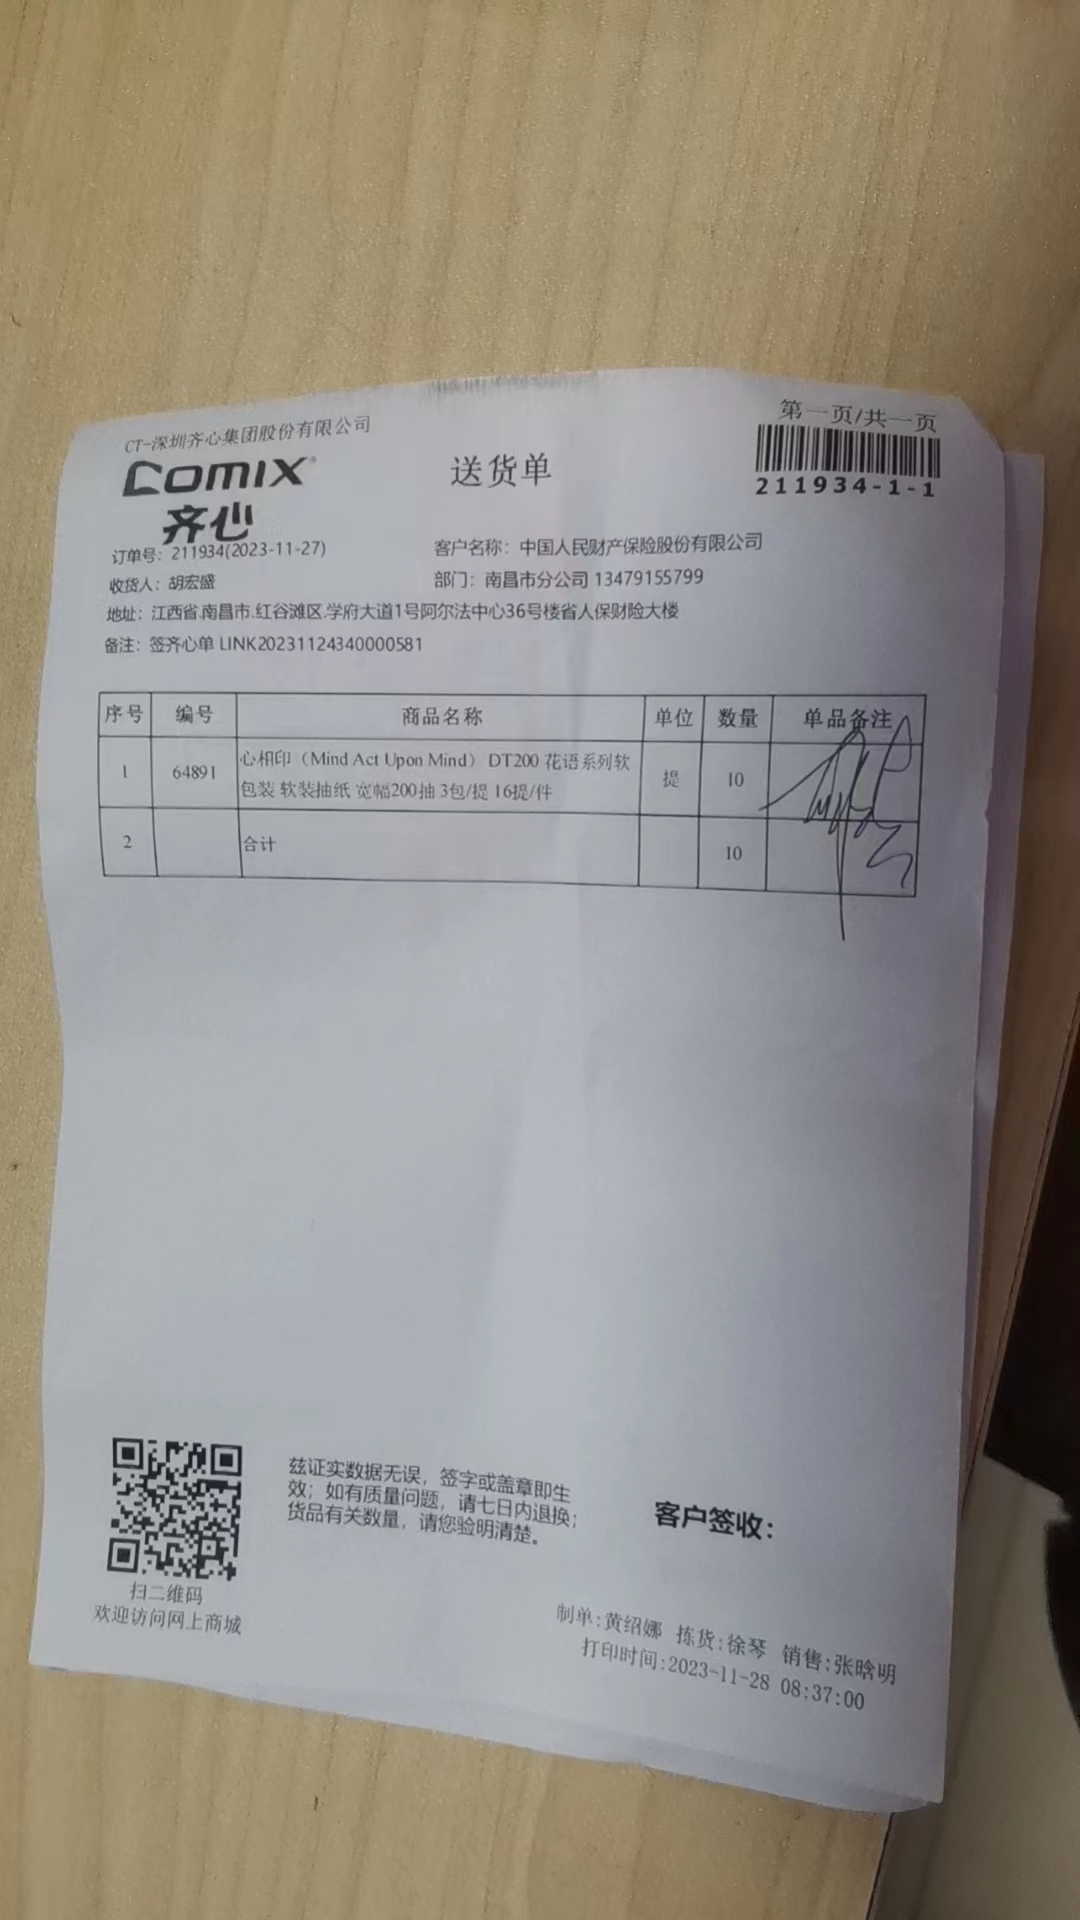 CT-深圳齐心集团股份有限公司
第一页/共一页
COMIX
齐心
送货单
211934-1-1
订单号: 211934(2023-11-27)
客户名称: 中国人民财产保险股份有限公司
收货人: 胡宏盛
部门: 南昌市分公司 13479155799
地址: 江西省.南昌市.红谷滩区.学府大道1号阿尔法中心36号楼省人保财险大楼
备注: 签齐心单 LINK20231124340000581
序号 编号 商品名称 单位 数量 单品备注
1 64891 心相印（Mind Act Upon Mind） DT200 花语系列软
包装 软装抽纸 宽幅200抽 3包/提 16提/件 提 10
2 合计 10
兹证实数据无误，签字或盖章即生
效；如有质量问题，请七日内退换；
货品有关数量，请您验明清楚。
客户签收：
扫二维码
欢迎访问网上商城
制单:黄绍娜 拣货:徐琴 销售:张晗明
打印时间:2023-11-28 08:37:00